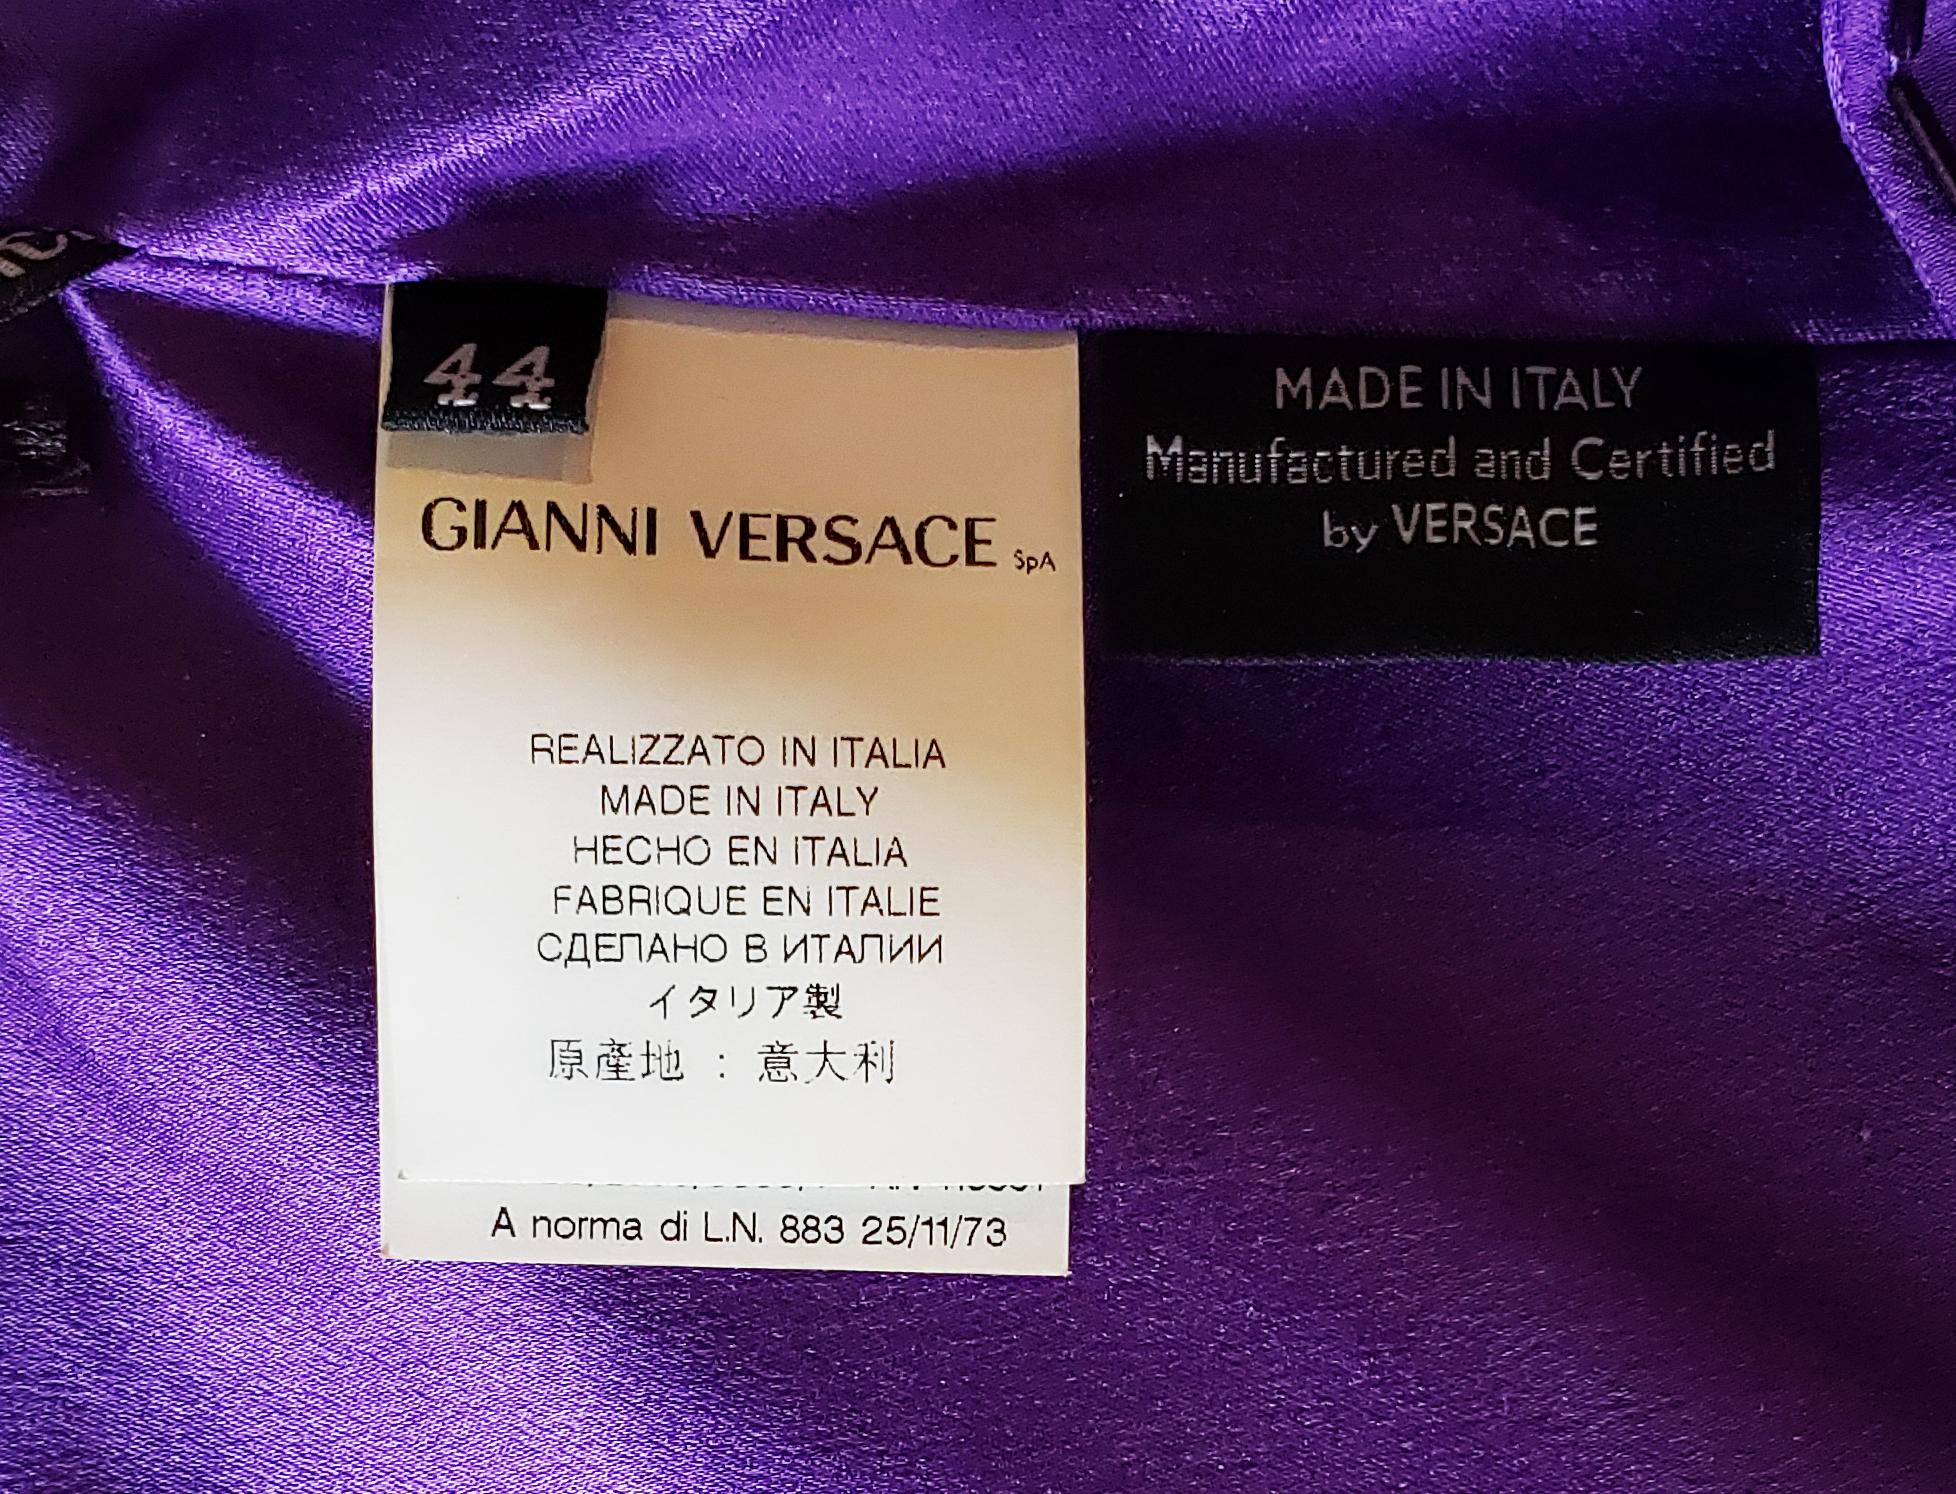 44
GIANNI VERSACE SpA
REALIZZATO IN ITALIA
MADE IN ITALY
HECHO EN ITALIA
FABRIQUE EN ITALIE
СДЕЛАНО В ИТАЛИИ
イタリア製
原產地 : 意大利
A norma di L.N. 883 25/11/73
MADE IN ITALY
Manufactured and Certified
by VERSACE